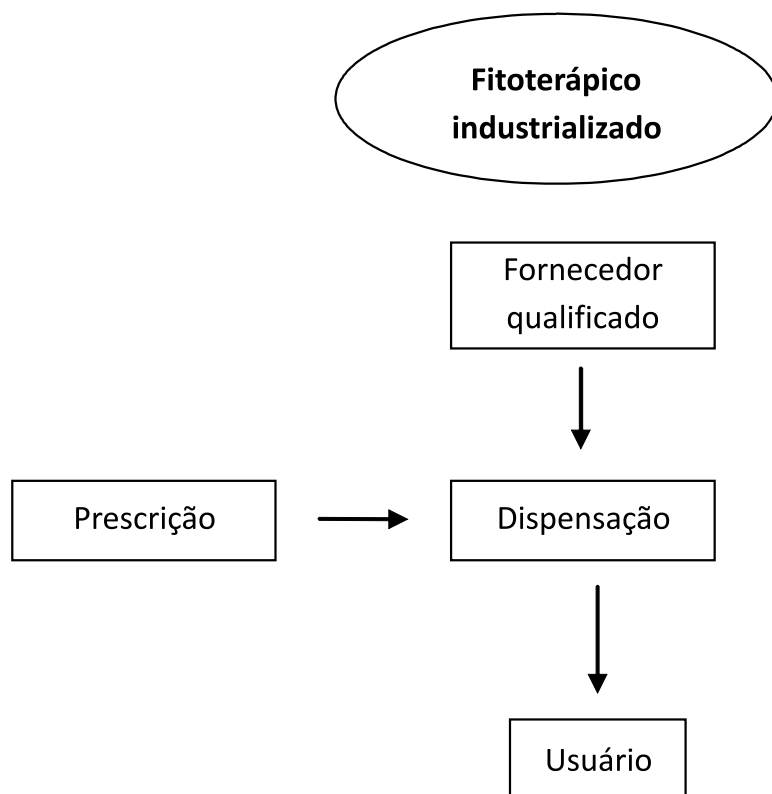 Fitoterápico
industrializado
Fornecedor
qualificado
Prescrição
Dispensação
Usuário